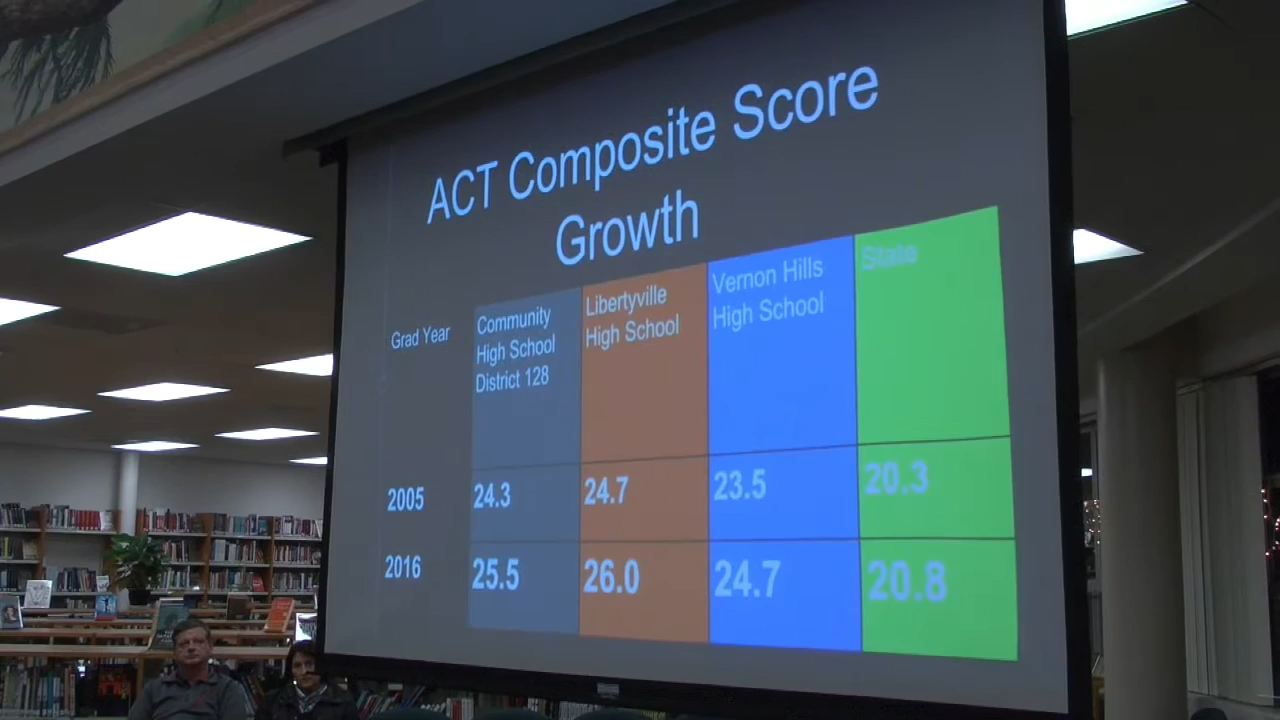 ACT Composite Score
Growth
Grad Year
Community
High School
District 128
Libertyville
High School
Vernon Hills
High School
State
2005 24.3 24.7 23.5 20.3
2016 25.5 26.0 24.7 20.8